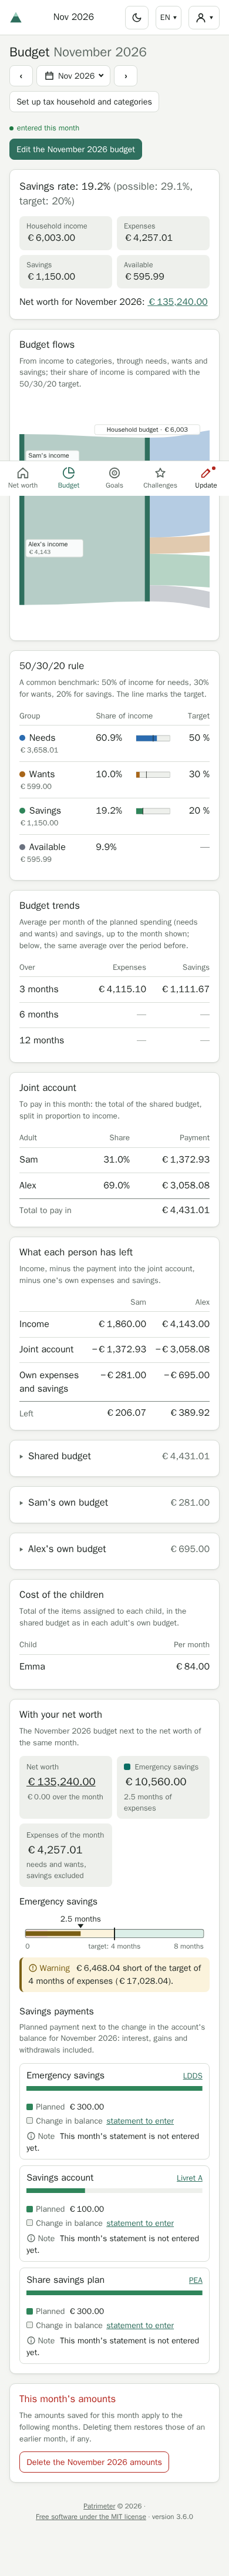 Nov 2026
EN
Budget November 2026
‹ Nov 2026 ›
Set up tax household and categories
entered this month
Edit the November 2026 budget
Savings rate: 19.2% (possible: 29.1%,
target: 20%)
Household income
€ 6,003.00
Expenses
€ 4,257.01
Savings
€ 1,150.00
Available
€ 595.99
Net worth for November 2026: € 135,240.00
Budget flows
From income to categories, through needs, wants and
savings; their share of income is compared with the
50/30/20 target.
Household budget · € 6,003
Sam's income
Net worth
Budget
Goals
Challenges
Update
Alex's income
€ 4,143
50/30/20 rule
A common benchmark: 50% of income for needs, 30%
for wants, 20% for savings. The line marks the target.
Group Share of income Target
Needs 60.9% 50 %
€ 3,658.01
Wants 10.0% 30 %
€ 599.00
Savings 19.2% 20 %
€ 1,150.00
Available 9.9% —
€ 595.99
Budget trends
Average per month of the planned spending (needs
and wants) and savings, up to the month shown;
below, the same average over the period before.
Over Expenses Savings
3 months € 4,115.10 € 1,111.67
6 months — —
12 months — —
Joint account
To pay in this month: the total of the shared budget,
split in proportion to income.
Adult Share Payment
Sam 31.0% € 1,372.93
Alex 69.0% € 3,058.08
Total to pay in € 4,431.01
What each person has left
Income, minus the payment into the joint account,
minus one's own expenses and savings.
Sam Alex
Income € 1,860.00 € 4,143.00
Joint account −€ 1,372.93 −€ 3,058.08
Own expenses
and savings −€ 281.00 −€ 695.00
Left € 206.07 € 389.92
Shared budget € 4,431.01
Sam's own budget € 281.00
Alex's own budget € 695.00
Cost of the children
Total of the items assigned to each child, in the
shared budget as in each adult's own budget.
Child Per month
Emma € 84.00
With your net worth
The November 2026 budget next to the net worth of
the same month.
Net worth
€ 135,240.00
€ 0.00 over the month
Emergency savings
€ 10,560.00
2.5 months of
expenses
Expenses of the month
€ 4,257.01
needs and wants,
savings excluded
Emergency savings
2.5 months
0 target: 4 months 8 months
Warning € 6,468.04 short of the target of
4 months of expenses (€ 17,028.04).
Savings payments
Planned payment next to the change in the account's
balance for November 2026: interest, gains and
withdrawals included.
Emergency savings LDDS
Planned € 300.00
Change in balance statement to enter
Note This month's statement is not entered
yet.
Savings account Livret A
Planned € 100.00
Change in balance statement to enter
Note This month's statement is not entered
yet.
Share savings plan PEA
Planned € 300.00
Change in balance statement to enter
Note This month's statement is not entered
yet.
This month's amounts
The amounts saved for this month apply to the
following months. Deleting them restores those of an
earlier month, if any.
Delete the November 2026 amounts
Patrimeter © 2026 ·
Free software under the MIT license · version 3.6.0